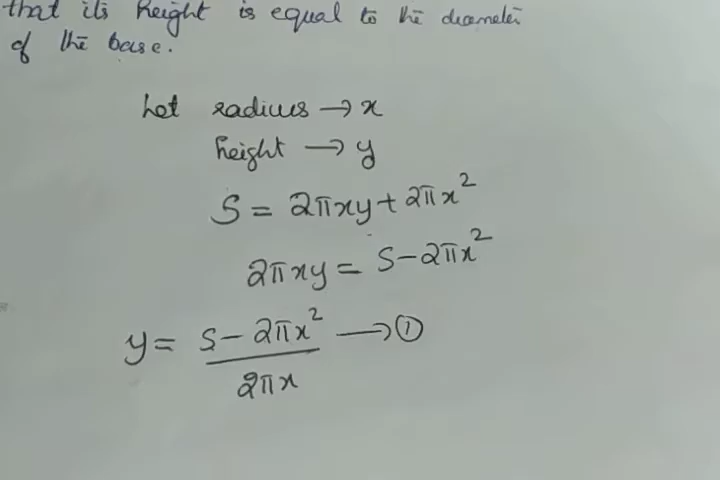 that its height is equal to the diameter
of the base.
Let radius → x
height → y
S = 2πxy + 2πx²
2πxy = S − 2πx²
y = S − 2πx² / 2πx → ①